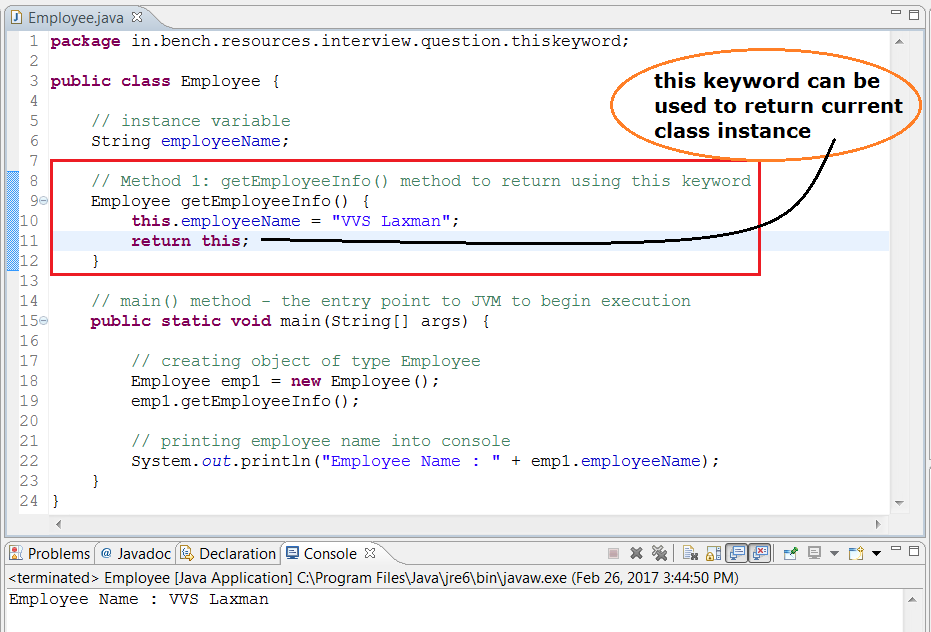 Employee.java
1 package in.bench.resources.interview.question.thiskeyword;
2
3 public class Employee {
4
5     // instance variable
6     String employeeName;
7
8     // Method 1: getEmployeeInfo() method to return using this keyword
9     Employee getEmployeeInfo() {
10         this.employeeName = "VVS Laxman";
11         return this;
12     }
13
14     // main() method - the entry point to JVM to begin execution
15     public static void main(String[] args) {
16
17         // creating object of type Employee
18         Employee emp1 = new Employee();
19         emp1.getEmployeeInfo();
20
21         // printing employee name into console
22         System.out.println("Employee Name : " + emp1.employeeName);
23     }
24 }
this keyword can be
used to return current
class instance
Problems @ Javadoc Declaration Console
<terminated> Employee [Java Application] C:\Program Files\Java\jre6\bin\javaw.exe (Feb 26, 2017 3:44:50 PM)
Employee Name : VVS Laxman